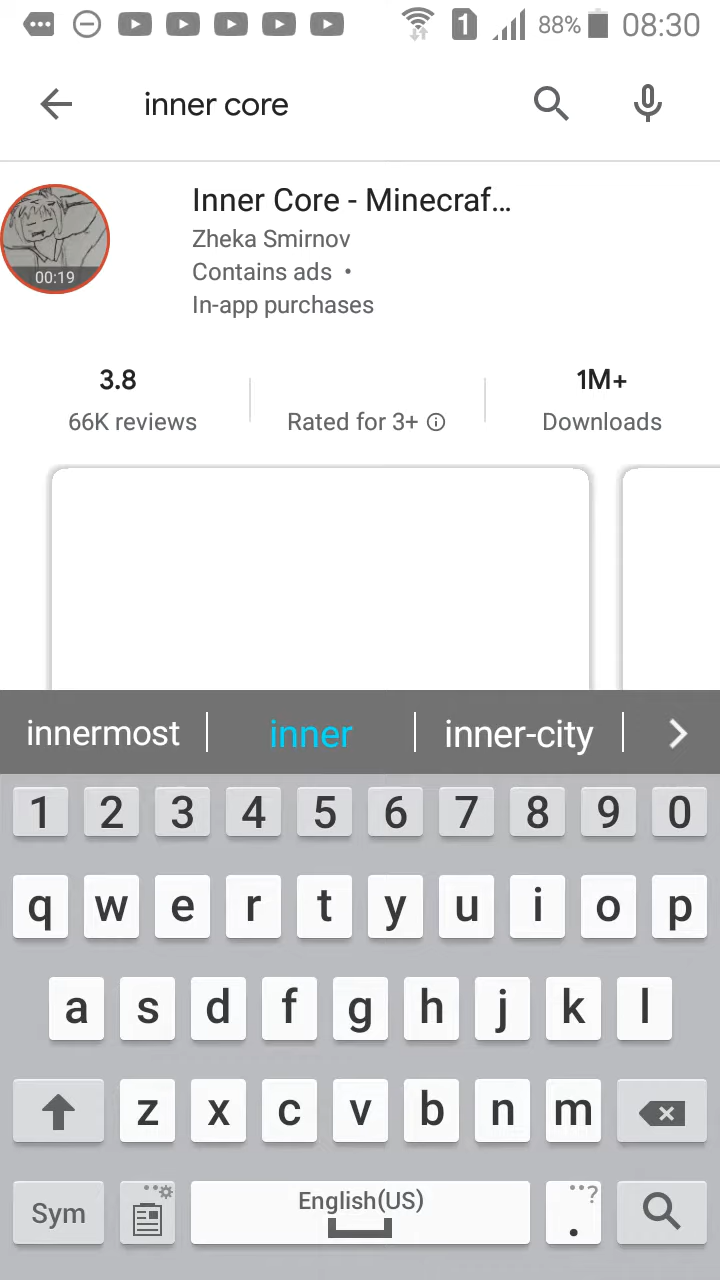 88% 08:30
inner core
Inner Core - Minecraf...
Zheka Smirnov
00:19
Contains ads •
In-app purchases
3.8 1M+
66K reviews Rated for 3+ Downloads
innermost inner inner-city
1 2 3 4 5 6 7 8 9 0
q w e r t y u i o p
a s d f g h j k l
z x c v b n m
Sym English(US) . ?